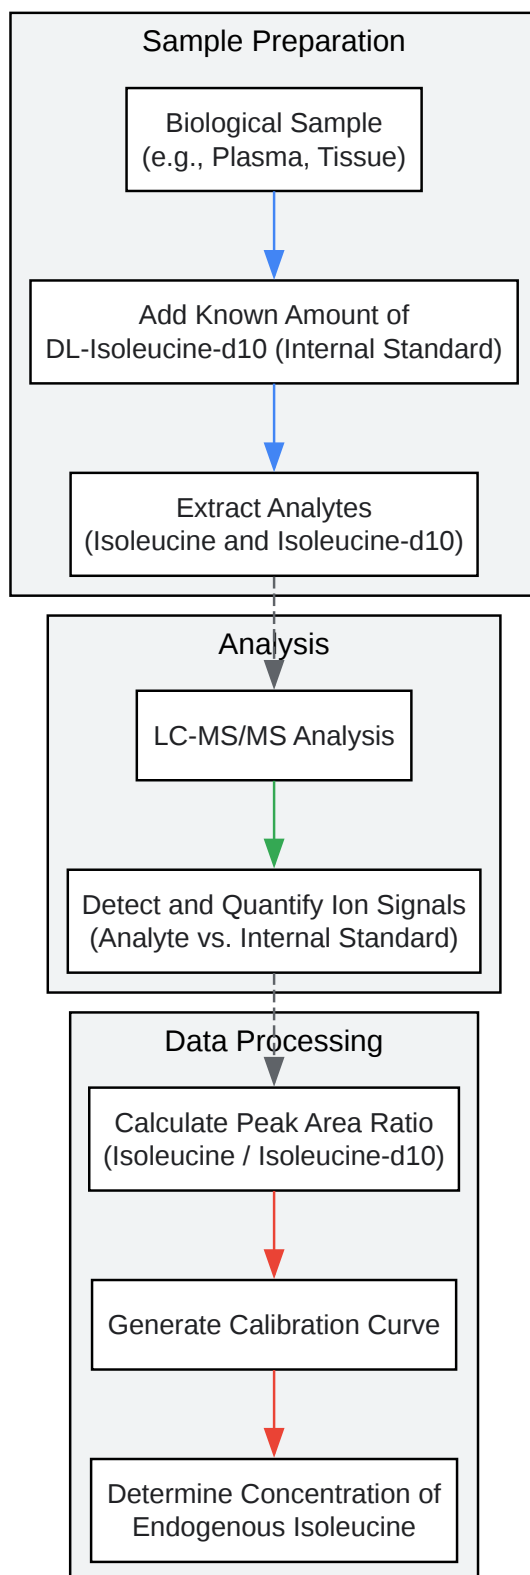 Sample Preparation
Biological Sample
(e.g., Plasma, Tissue)
Add Known Amount of
DL-Isoleucine-d10 (Internal Standard)
Extract Analytes
(Isoleucine and Isoleucine-d10)
Analysis
LC-MS/MS Analysis
Detect and Quantify Ion Signals
(Analyte vs. Internal Standard)
Data Processing
Calculate Peak Area Ratio
(Isoleucine / Isoleucine-d10)
Generate Calibration Curve
Determine Concentration of
Endogenous Isoleucine